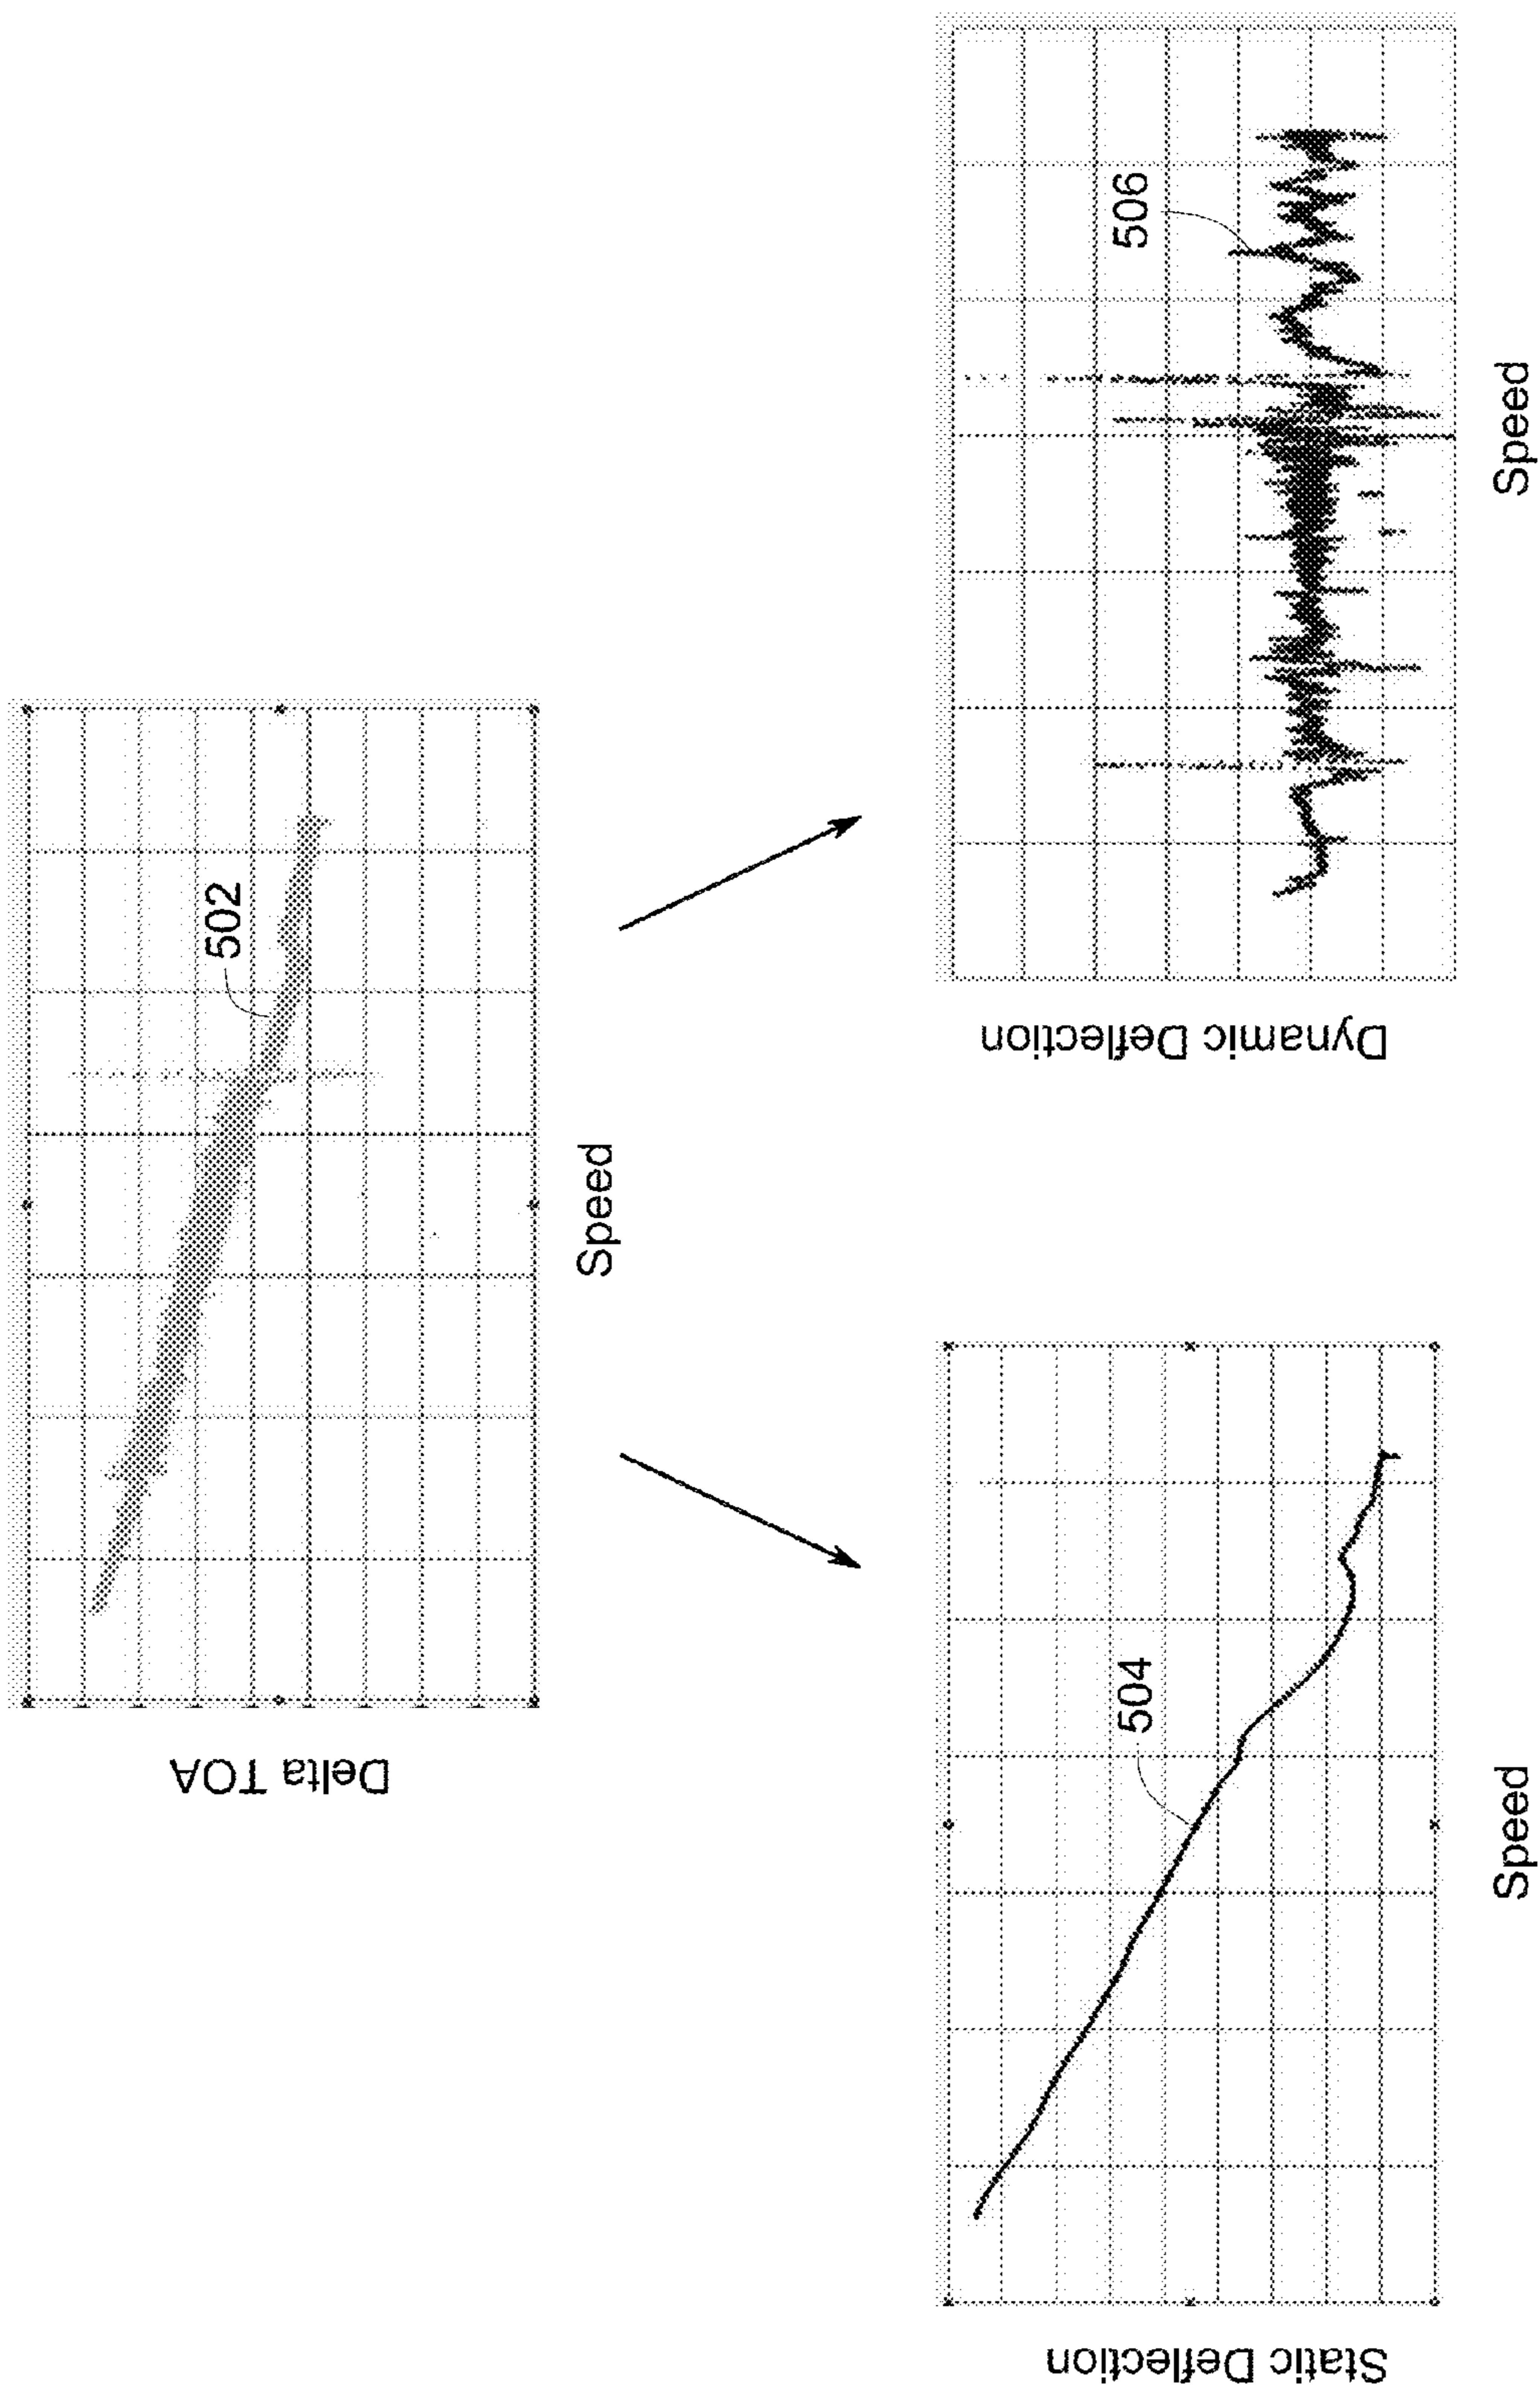 Delta TOA
502
Speed
Static Deflection
504
Speed
Dynamic Deflection
506
Speed